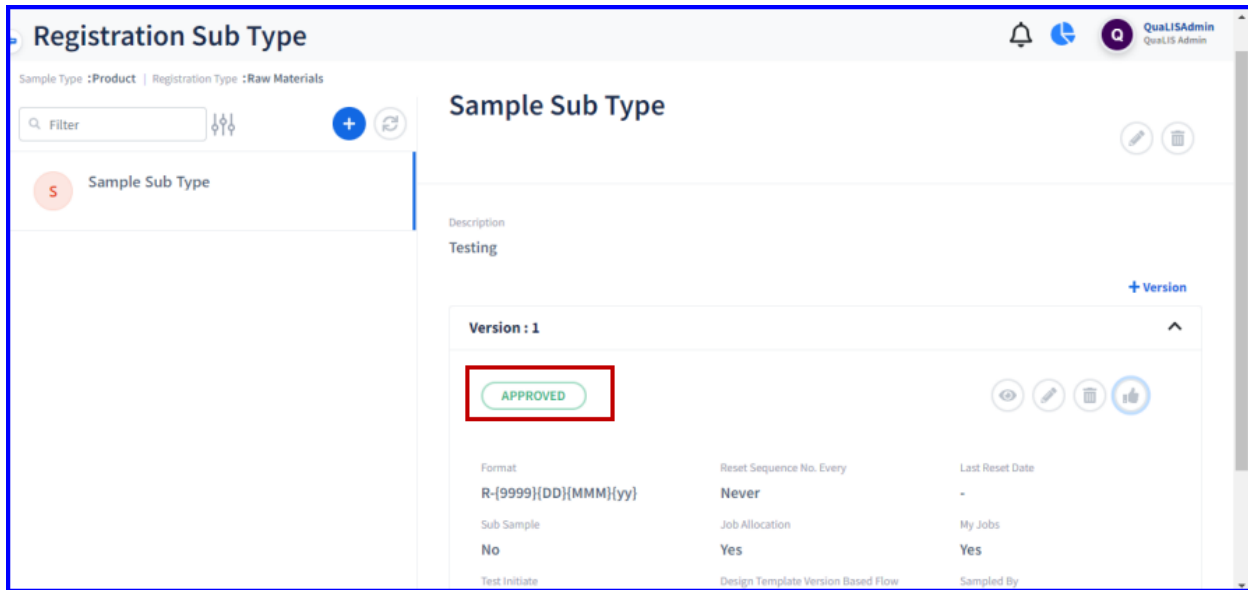 Registration Sub Type
Q
QuaLISAdmin
QuaLIS Admin
Sample Type :Product | Registration Type :Raw Materials
Filter
S
Sample Sub Type
Sample Sub Type
Description
Testing
+ Version
Version : 1
APPROVED
Format
Reset Sequence No. Every
Last Reset Date
R-{9999}{DD}{MMM}{yy}
Never
-
Sub Sample
Job Allocation
My Jobs
No
Yes
Yes
Test Initiate
Design Template Version Based Flow
Sampled By